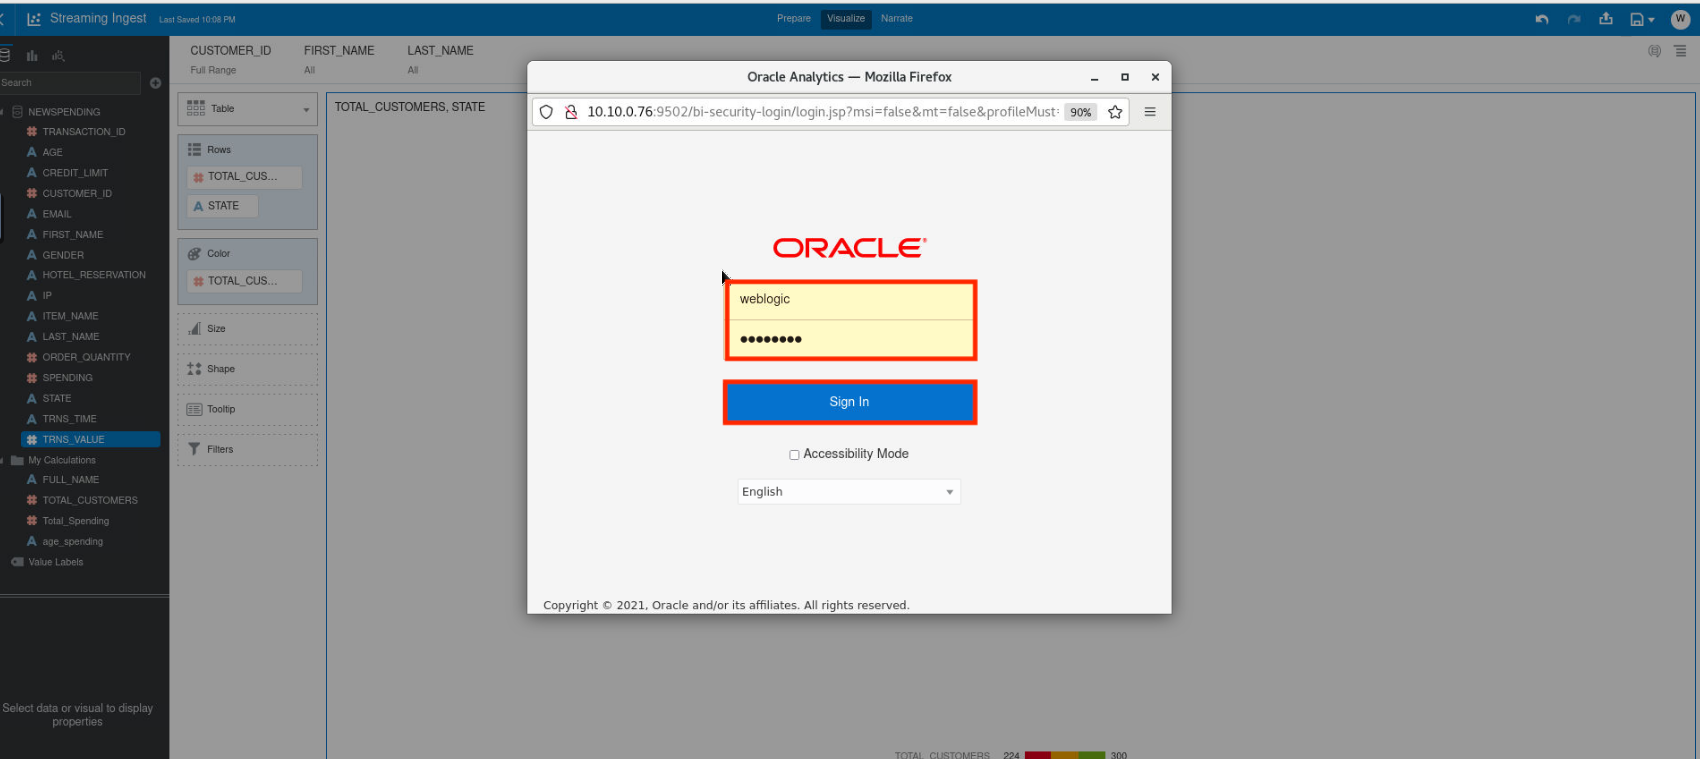 Streaming Ingest
Last Saved 10:08 PM
Prepare
Visualize
Narrate
W
Search
NEWSPENDING
TRANSACTION_ID
AGE
CREDIT_LIMIT
CUSTOMER_ID
EMAIL
FIRST_NAME
GENDER
HOTEL_RESERVATION
IP
ITEM_NAME
LAST_NAME
ORDER_QUANTITY
SPENDING
STATE
TRNS_TIME
TRNS_VALUE
My Calculations
FULL_NAME
TOTAL_CUSTOMERS
Total_Spending
age_spending
Value Labels
Select data or visual to display
properties
CUSTOMER_ID
Full Range
FIRST_NAME
All
LAST_NAME
All
Table
Rows
TOTAL_CUS...
STATE
Color
TOTAL_CUS...
Size
Shape
Tooltip
Filters
TOTAL_CUSTOMERS, STATE
Oracle Analytics — Mozilla Firefox
10.10.0.76:9502/bi-security-login/login.jsp?msi=false&mt=false&profileMust
90%
ORACLE®
weblogic
●●●●●●●●
Sign In
Accessibility Mode
English
Copyright © 2021, Oracle and/or its affiliates. All rights reserved.
TOTAL_CUSTOMERS 224 300